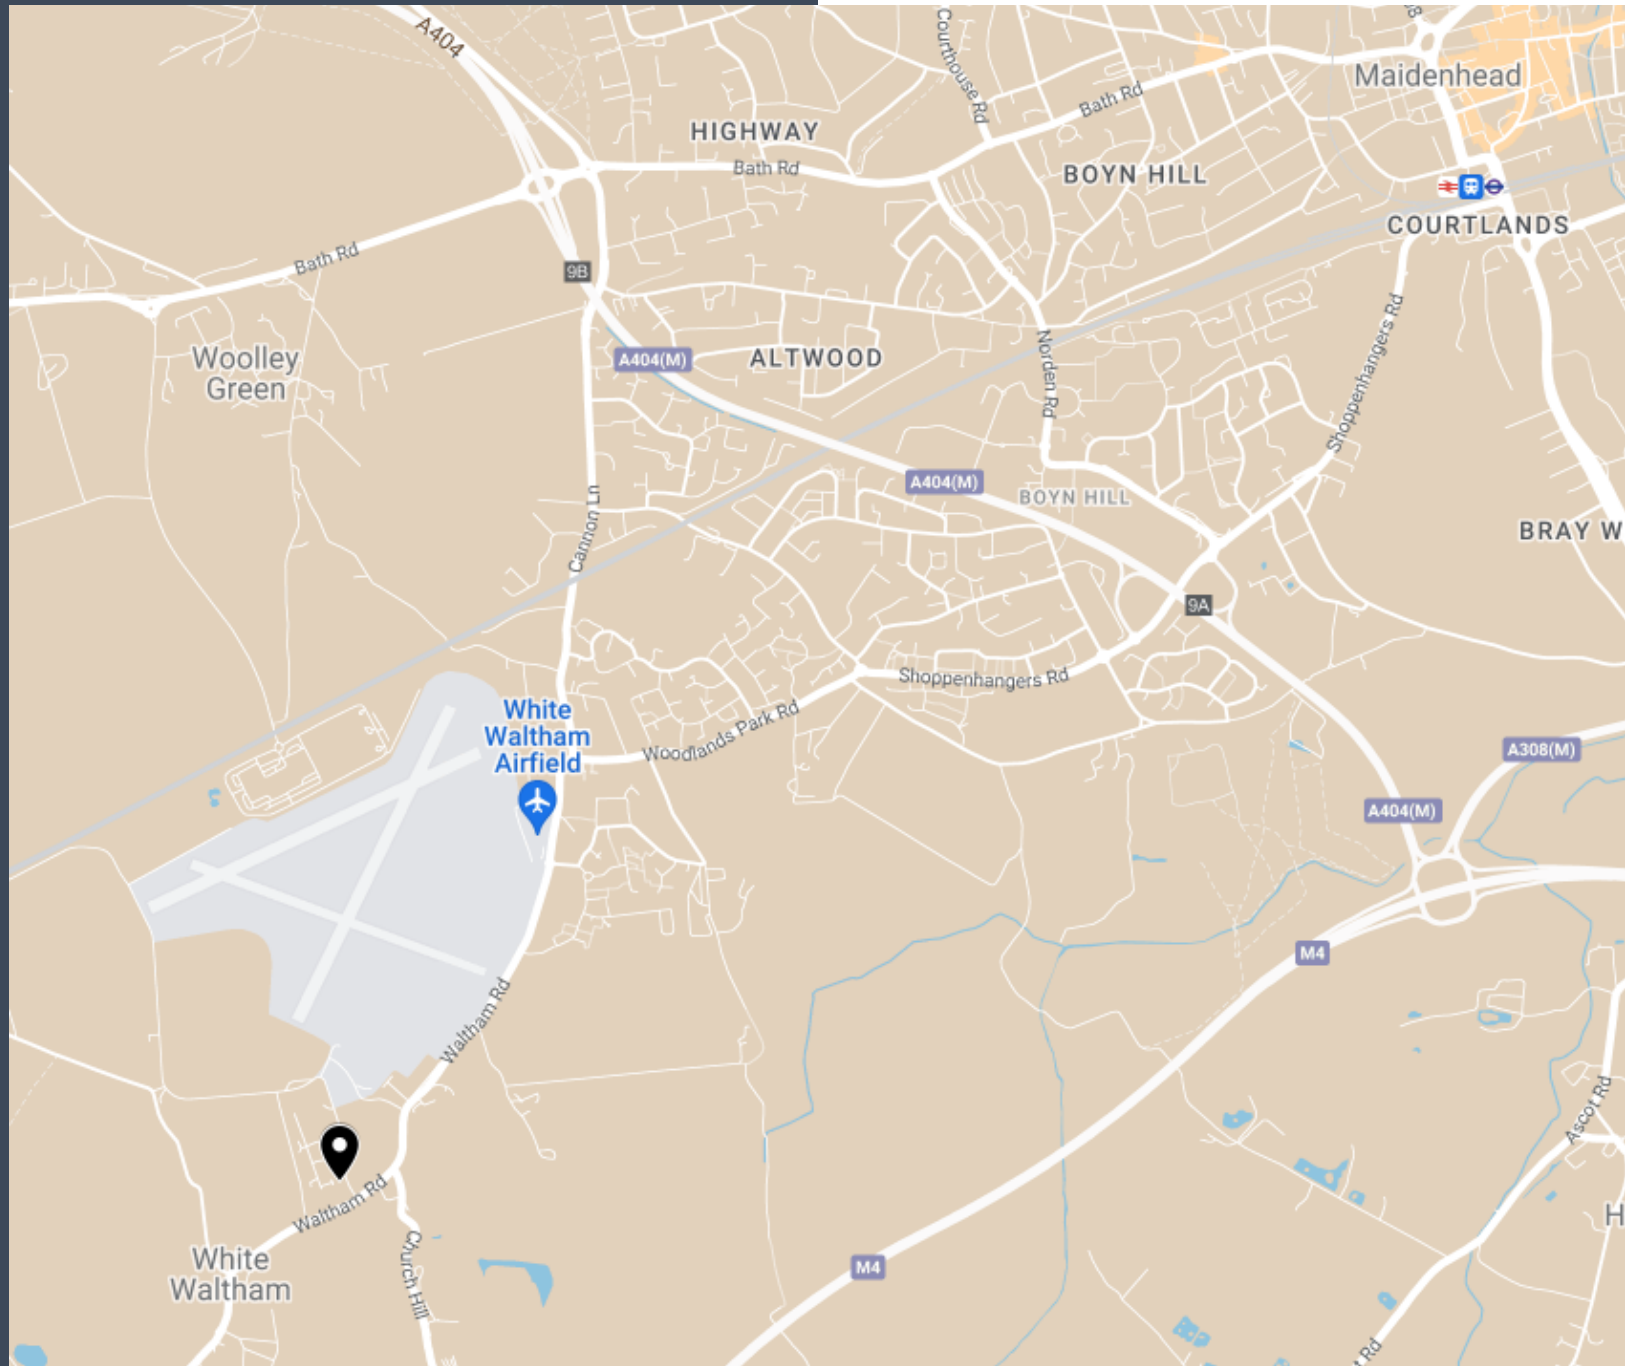 A404
Courthouse Rd
Maidenhead
Bath Rd
HIGHWAY
Bath Rd
BOYN HILL
COURTLANDS
Bath Rd
9B
Woolley
Green
A404(M)
ALTWOOD
Norden Rd
Shoppenhangers Rd
A404(M)
BOYN HILL
Cannon Ln
BRAY W
9A
Shoppenhangers Rd
White
Waltham
Airfield
Woodlands Park Rd
A308(M)
A404(M)
M4
Waltham Rd
Ascot Rd
Waltham Rd
H
White
Waltham
Church Hill
M4
t Rd